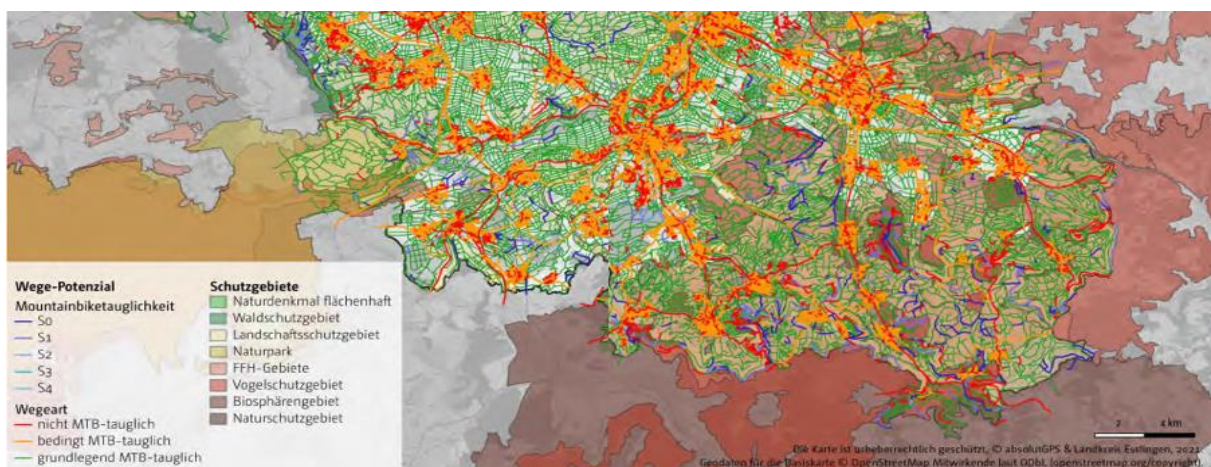 Wege-Potenzial
Mountainbiketauglichkeit
S0
S1
S2
S3
S4
Wegeart
nicht MTB-tauglich
bedingt MTB-tauglich
grundlegend MTB-tauglich
Schutzgebiete
Naturdenkmal flächenhaft
Waldschutzgebiet
Landschaftsschutzgebiet
Naturpark
FFH-Gebiete
Vogelschutzgebiet
Biosphärengebiet
Naturschutzgebiet
2 4 km
Die Karte ist urheberrechtlich geschützt, © absolutGPS & Landkreis Esslingen, 2021.
Geodaten für die Basiskarte © OpenStreetMap Mitwirkende laut ODbL (openstreetmap.org/copyright).